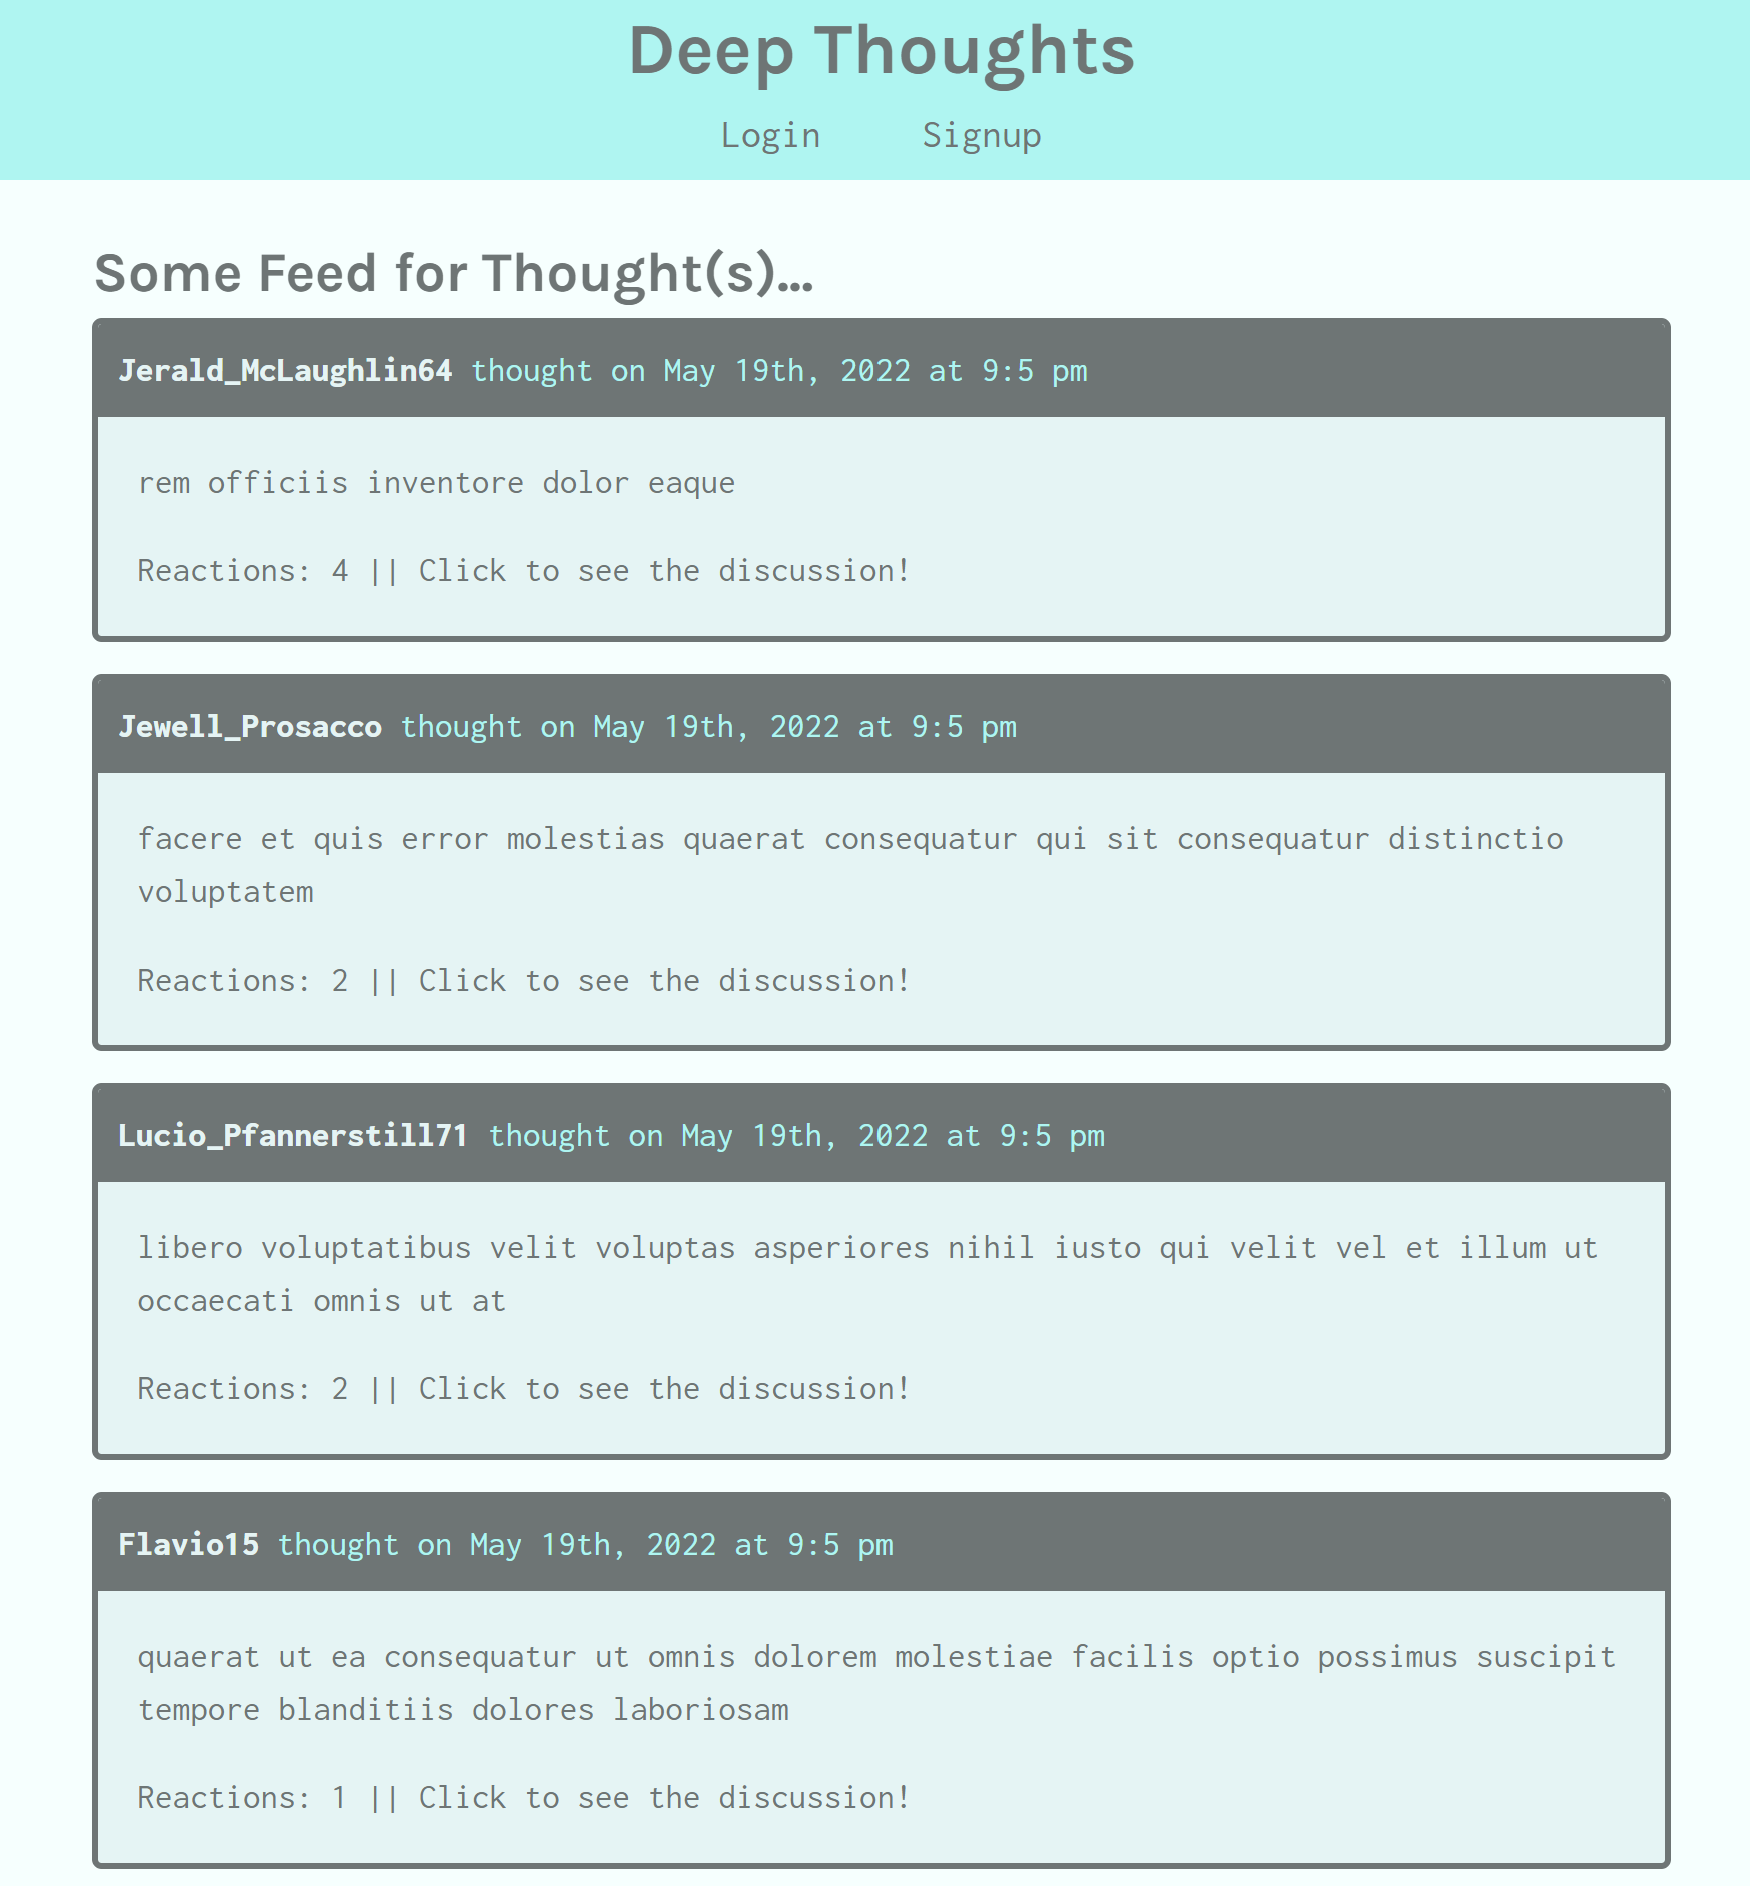 Deep Thoughts
Login Signup
Some Feed for Thought(s)...
Jerald_McLaughlin64 thought on May 19th, 2022 at 9:5 pm
rem officiis inventore dolor eaque
Reactions: 4 || Click to see the discussion!
Jewell_Prosacco thought on May 19th, 2022 at 9:5 pm
facere et quis error molestias quaerat consequatur qui sit consequatur distinctio
voluptatem
Reactions: 2 || Click to see the discussion!
Lucio_Pfannerstill71 thought on May 19th, 2022 at 9:5 pm
libero voluptatibus velit voluptas asperiores nihil iusto qui velit vel et illum ut
occaecati omnis ut at
Reactions: 2 || Click to see the discussion!
Flavio15 thought on May 19th, 2022 at 9:5 pm
quaerat ut ea consequatur ut omnis dolorem molestiae facilis optio possimus suscipit
tempore blanditiis dolores laboriosam
Reactions: 1 || Click to see the discussion!